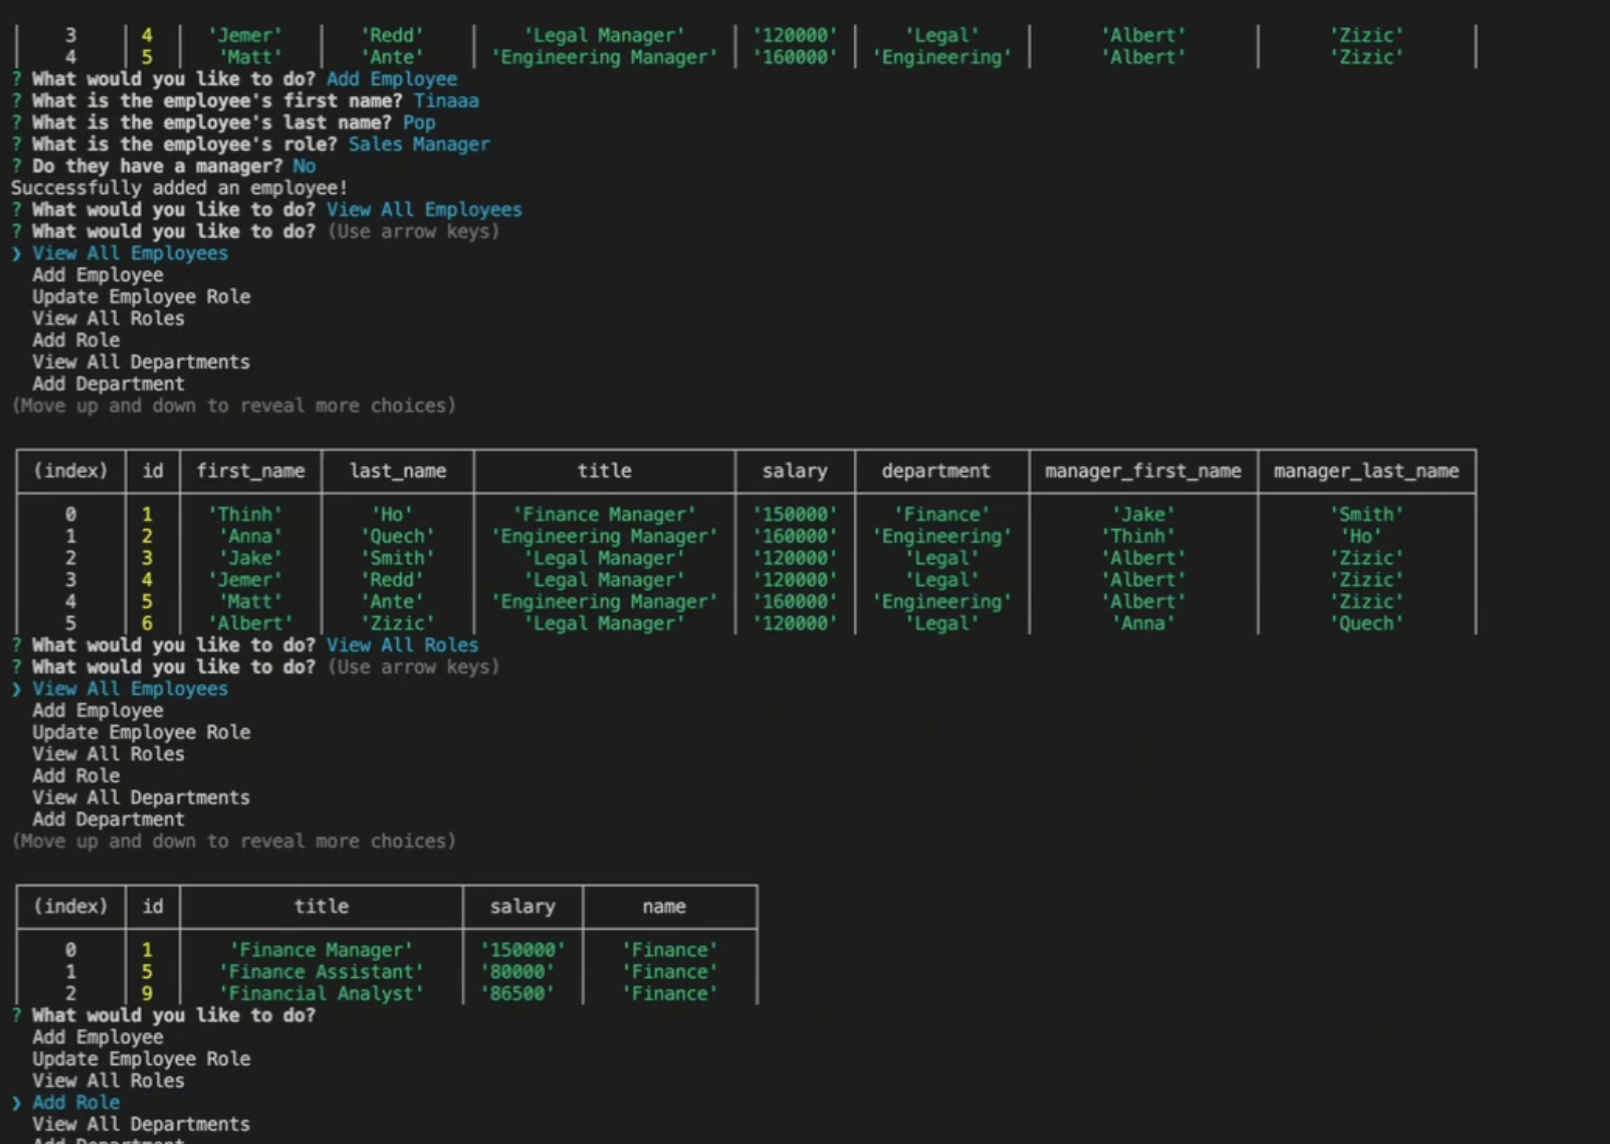 3 4 'Jemer' 'Redd' 'Legal Manager' '120000' 'Legal' 'Albert' 'Zizic'
4 5 'Matt' 'Ante' 'Engineering Manager' '160000' 'Engineering' 'Albert' 'Zizic'
? What would you like to do? Add Employee
? What is the employee's first name? Tinaaa
? What is the employee's last name? Pop
? What is the employee's role? Sales Manager
? Do they have a manager? No
Successfully added an employee!
? What would you like to do? View All Employees
? What would you like to do? (Use arrow keys)
❯ View All Employees
Add Employee
Update Employee Role
View All Roles
Add Role
View All Departments
Add Department
(Move up and down to reveal more choices)
(index) id first_name last_name title salary department manager_first_name manager_last_name
0 1 'Thinh' 'Ho' 'Finance Manager' '150000' 'Finance' 'Jake' 'Smith'
1 2 'Anna' 'Quech' 'Engineering Manager' '160000' 'Engineering' 'Thinh' 'Ho'
2 3 'Jake' 'Smith' 'Legal Manager' '120000' 'Legal' 'Albert' 'Zizic'
3 4 'Jemer' 'Redd' 'Legal Manager' '120000' 'Legal' 'Albert' 'Zizic'
4 5 'Matt' 'Ante' 'Engineering Manager' '160000' 'Engineering' 'Albert' 'Zizic'
5 6 'Albert' 'Zizic' 'Legal Manager' '120000' 'Legal' 'Anna' 'Quech'
? What would you like to do? View All Roles
? What would you like to do? (Use arrow keys)
❯ View All Employees
Add Employee
Update Employee Role
View All Roles
Add Role
View All Departments
Add Department
(Move up and down to reveal more choices)
(index) id title salary name
0 1 'Finance Manager' '150000' 'Finance'
1 5 'Finance Assistant' '80000' 'Finance'
2 9 'Financial Analyst' '86500' 'Finance'
? What would you like to do?
Add Employee
Update Employee Role
View All Roles
❯ Add Role
View All Departments
Add Department